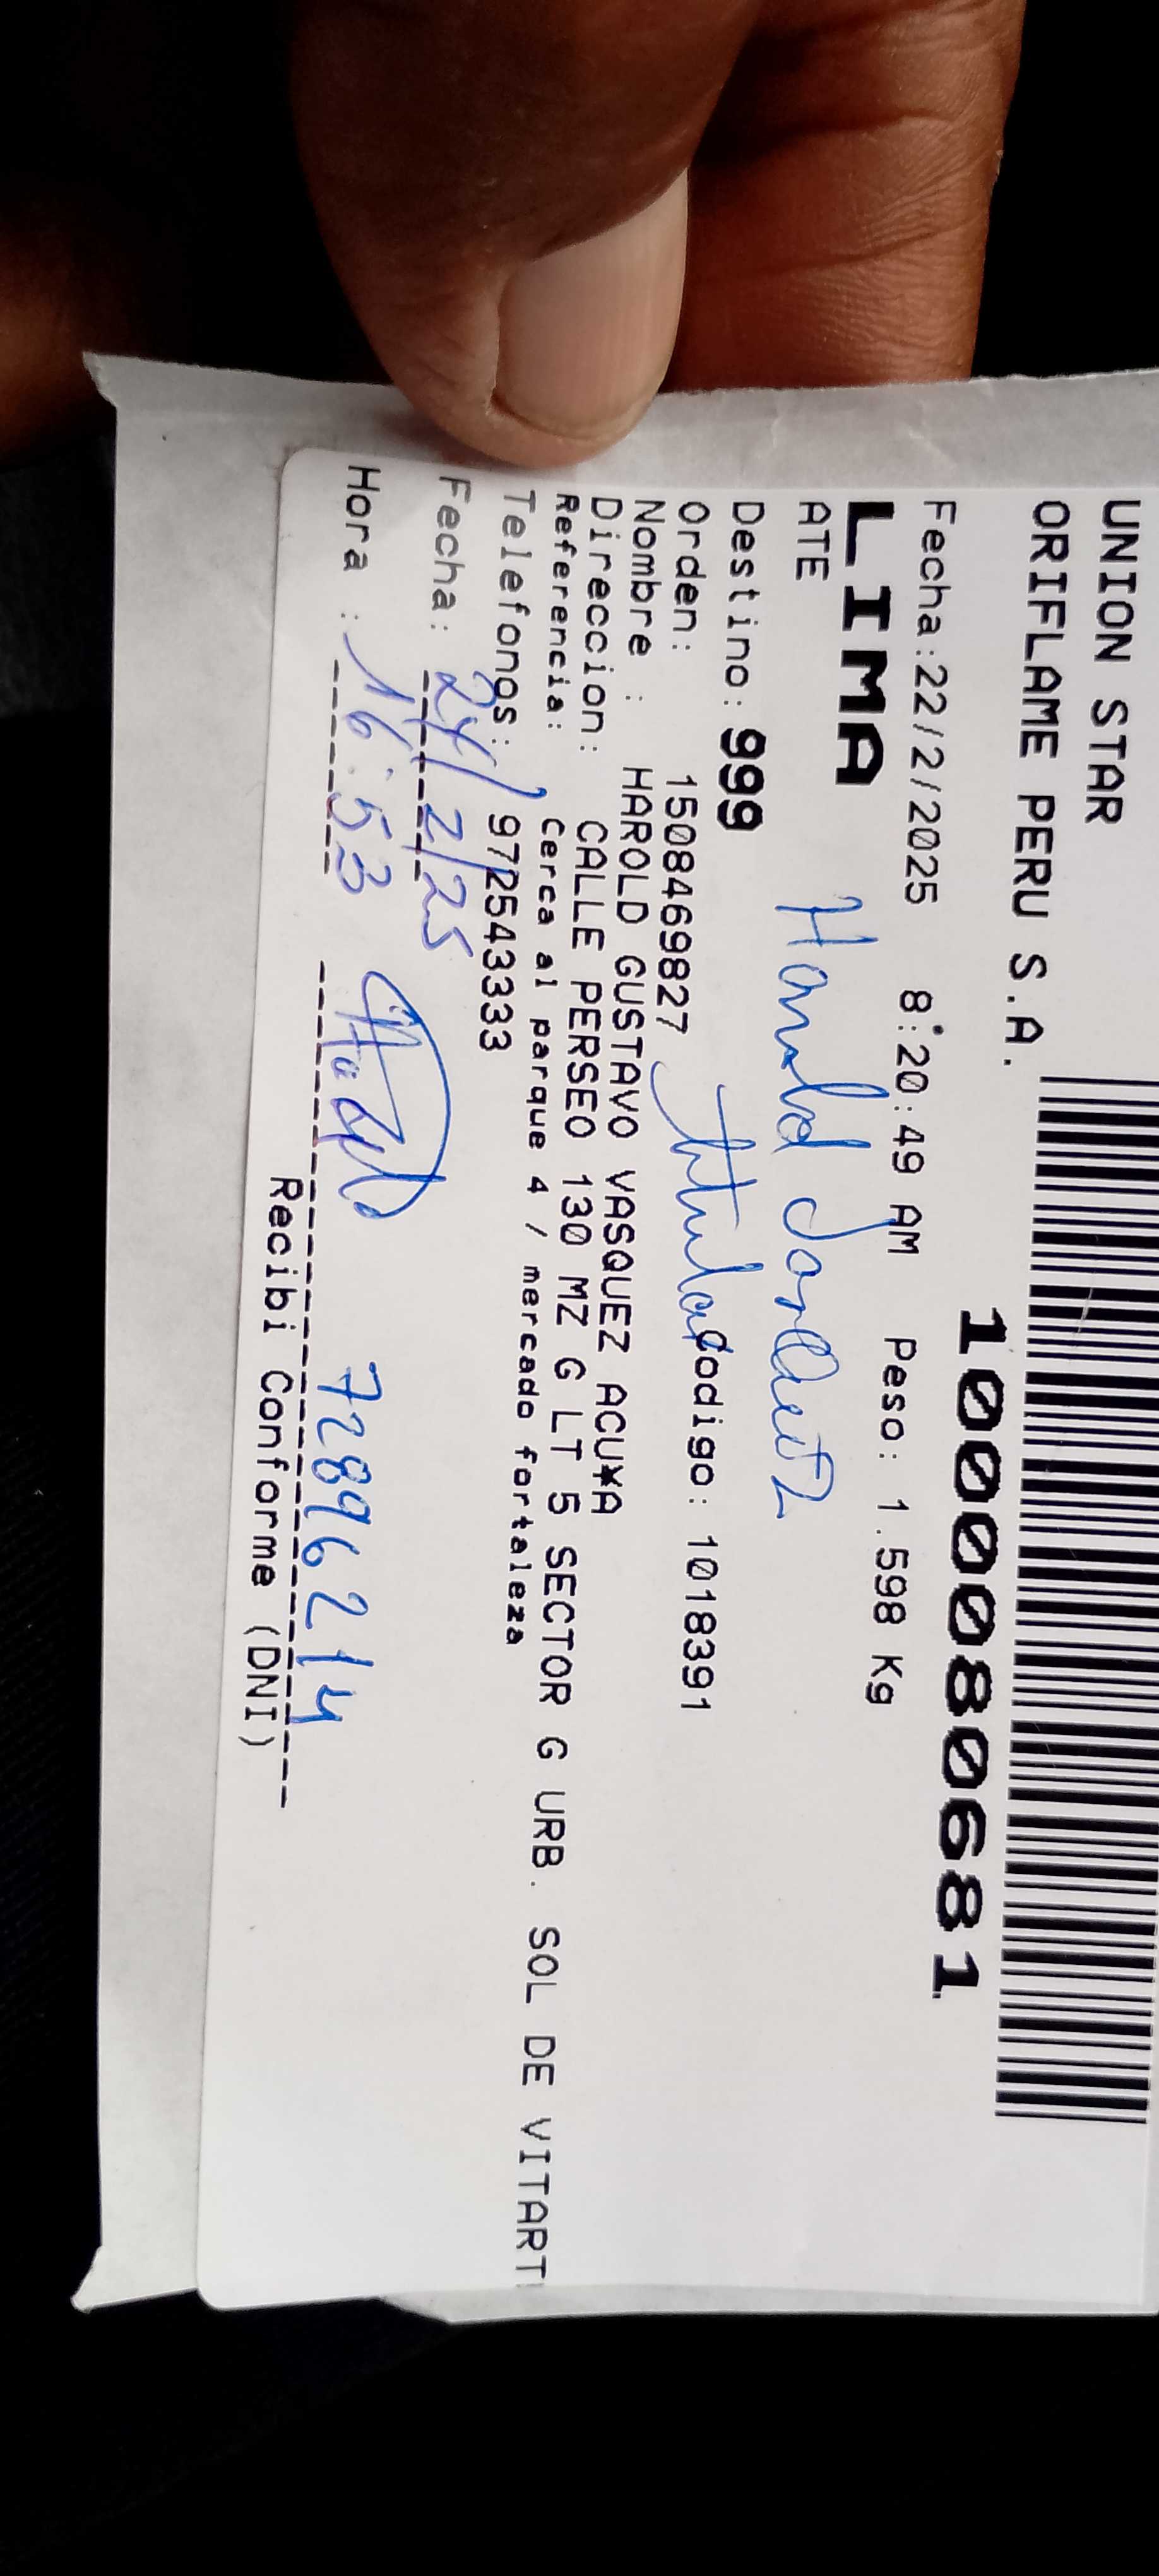 UNION STAR
ORIFLAME PERU S.A.
1000080681
Fecha:22/2/2025 8:20:49 AM Peso: 1.598 Kg
LIMA
ATE
Harold
Destino: 999
Orden: 1508469827 titular Codigo: 1018391
Nombre : HAROLD GUSTAVO VASQUEZ ACU*A
Direccion: CALLE PERSEO 130 MZ G LT 5 SECTOR G URB. SOL DE VITART
Referencia: cerca al parque 4 / mercado fortaleza
Telefonos: 972543333
Fecha: 24/2/25
Hora : 16:53 72896214
Recibi Conforme (DNI)